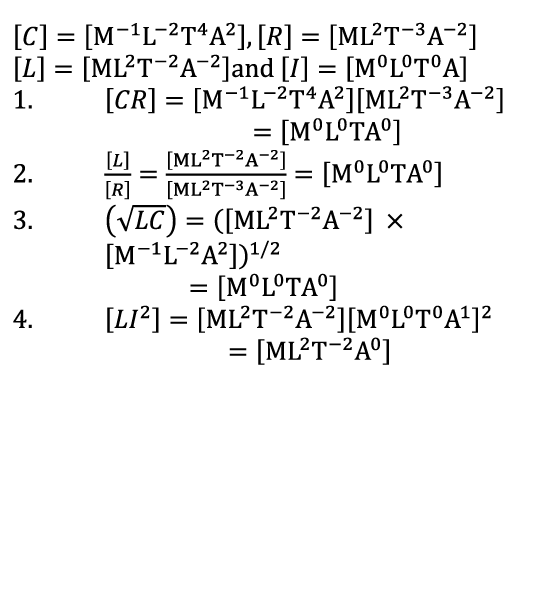 [C] = [M⁻¹L⁻²T⁴A²], [R] = [ML²T⁻³A⁻²]
[L] = [ML²T⁻²A⁻²]and [I] = [M⁰L⁰T⁰A]
1. [CR] = [M⁻¹L⁻²T⁴A²][ML²T⁻³A⁻²]
= [M⁰L⁰TA⁰]
2. [L]/[R] = [ML²T⁻²A⁻²]/[ML²T⁻³A⁻²] = [M⁰L⁰TA⁰]
3. (√LC) = ([ML²T⁻²A⁻²] ×
[M⁻¹L⁻²A²])¹/²
= [M⁰L⁰TA⁰]
4. [LI²] = [ML²T⁻²A⁻²][M⁰L⁰T⁰A¹]²
= [ML²T⁻²A⁰]